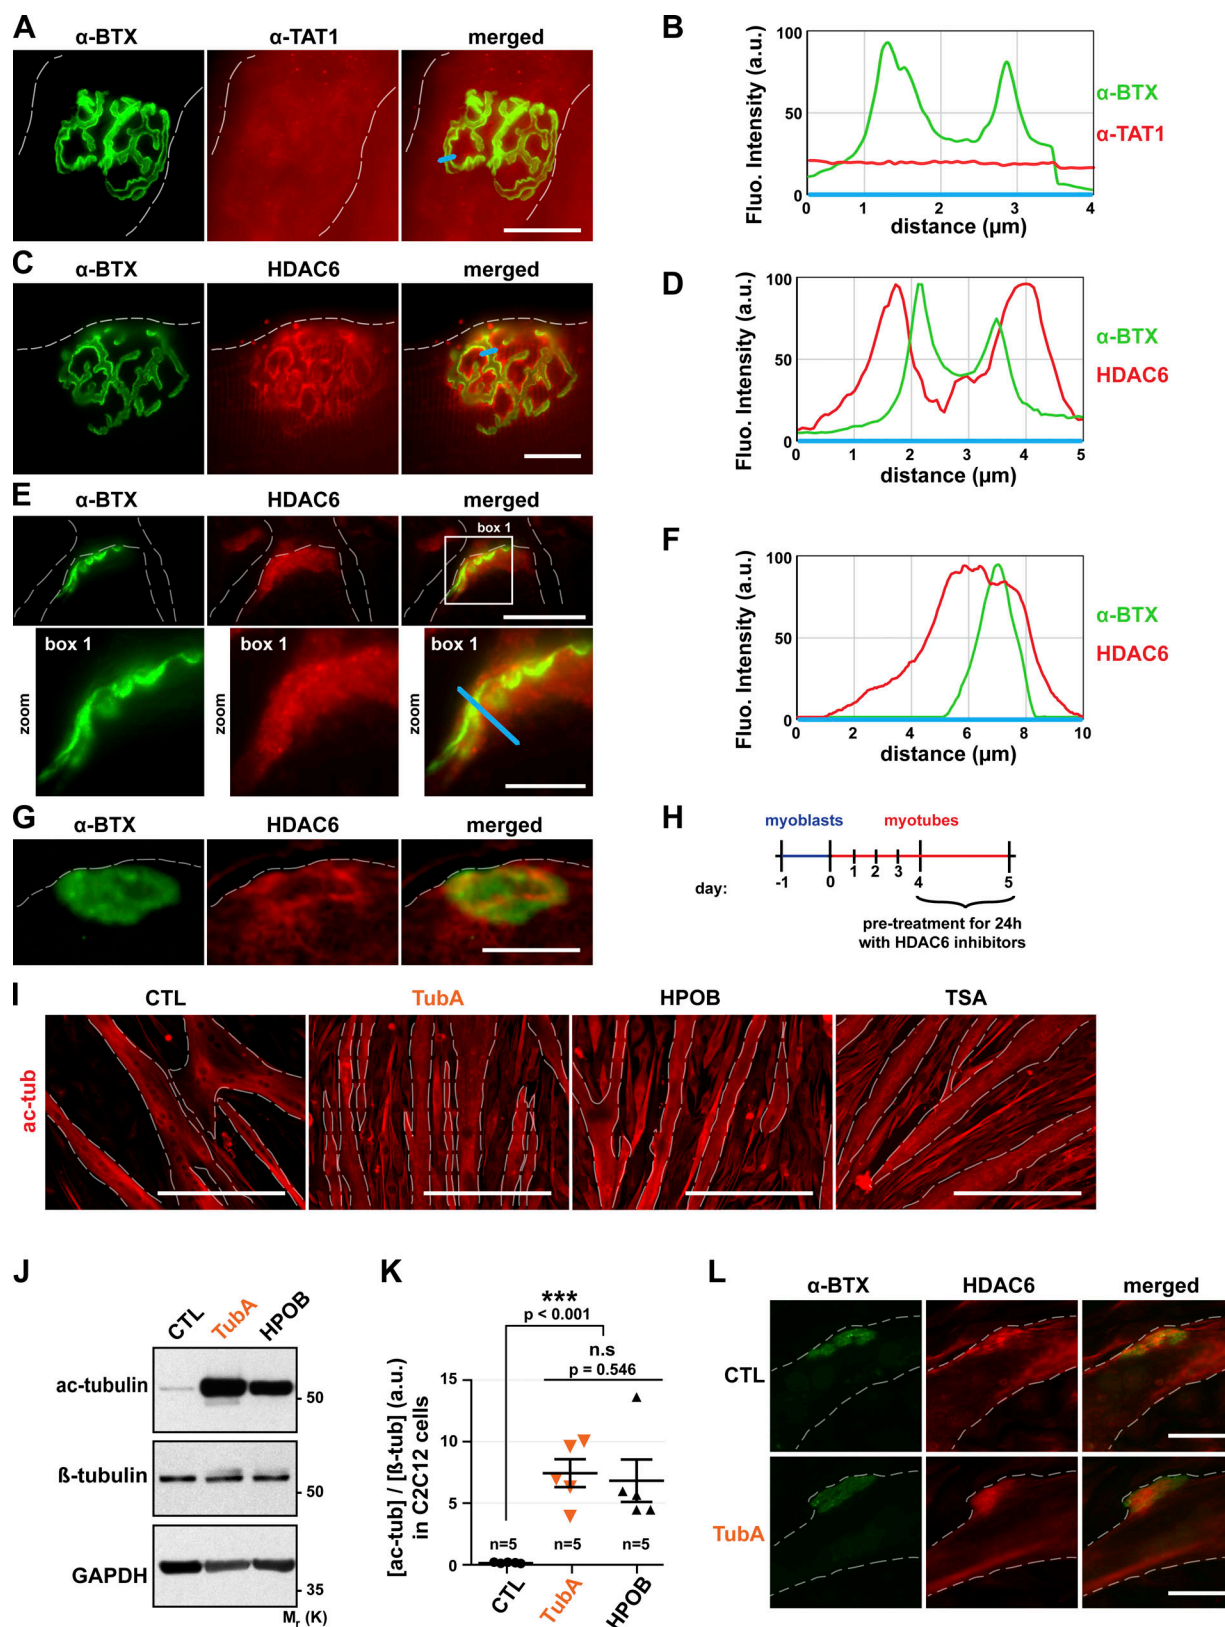 A
α-BTX α-TAT1 merged
B
Fluo. Intensity (a.u.)
100
50
0
0 1 2 3 4
distance (µm)
α-BTX
α-TAT1
C
α-BTX HDAC6 merged
D
Fluo. Intensity (a.u.)
100
50
0
0 1 2 3 4 5
distance (µm)
α-BTX
HDAC6
E
α-BTX HDAC6 merged
box 1
zoom box 1
zoom box 1
zoom box 1
F
Fluo. Intensity (a.u.)
100
50
0
0 2 4 6 8 10
distance (µm)
α-BTX
HDAC6
G
α-BTX HDAC6 merged
H
myoblasts myotubes
day: -1 0 1 2 3 4 5
pre-treatment for 24h
with HDAC6 inhibitors
I
CTL TubA HPOB TSA
ac-tub
J
CTL TubA HPOB
ac-tubulin
50
ß-tubulin
50
GAPDH
35
Mr (K)
K
***
p < 0.001
n.s
p = 0.546
[ac-tub] / [ß-tub] (a.u.)
in C2C12 cells
15
10
5
0
n=5 n=5 n=5
CTL TubA HPOB
L
α-BTX HDAC6 merged
CTL
TubA